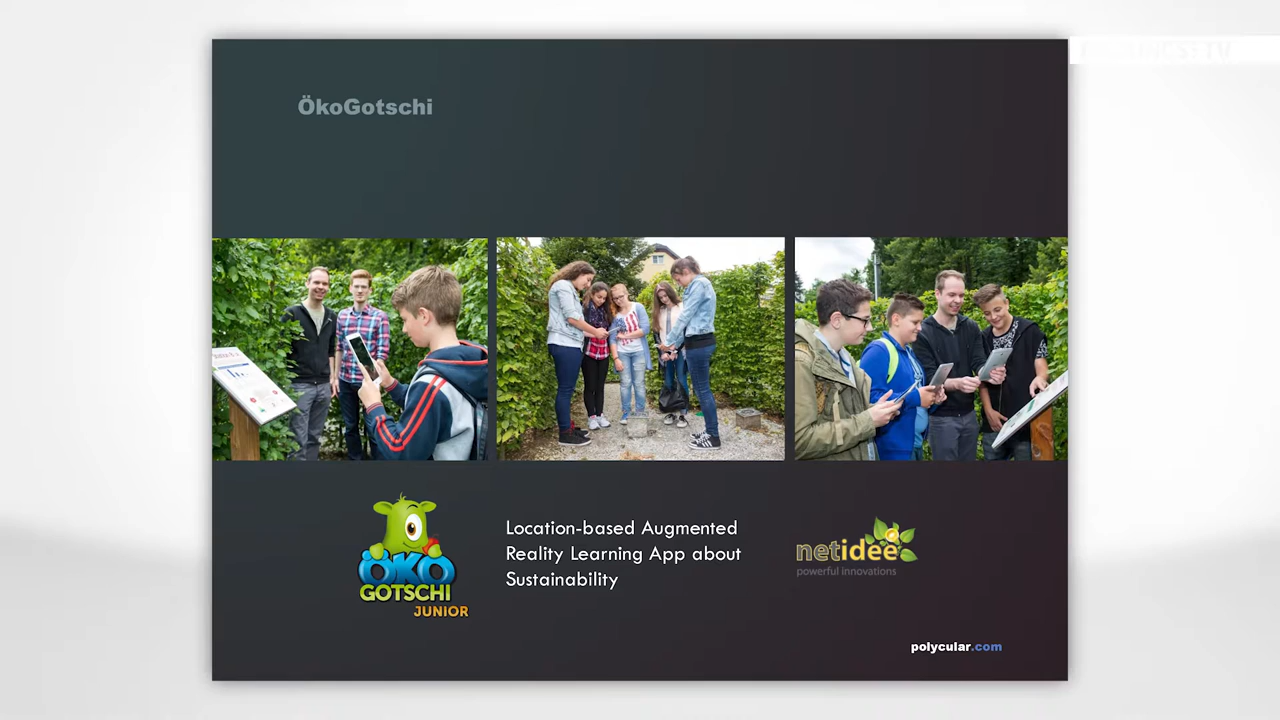 ÖkoGotschi
ÖKO
GOTSCHI
JUNIOR
Location-based Augmented
Reality Learning App about
Sustainability
netidee
powerful innovations
polycular.com